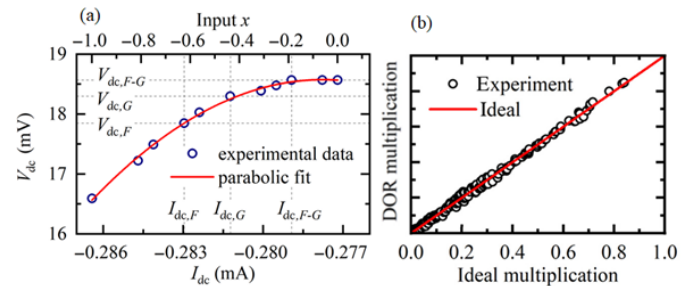 (a)
Input x
-1.0 -0.8 -0.6 -0.4 -0.2 0.0
19
18
17
16
V_dc (mV)
V_dc,F-G
V_dc,G
V_dc,F
experimental data
parabolic fit
I_dc,F I_dc,G I_dc,F-G
-0.286 -0.283 -0.280 -0.277
I_dc (mA)
(b)
DOR multiplication
Experiment
Ideal
0.0 0.2 0.4 0.6 0.8 1.0
Ideal multiplication